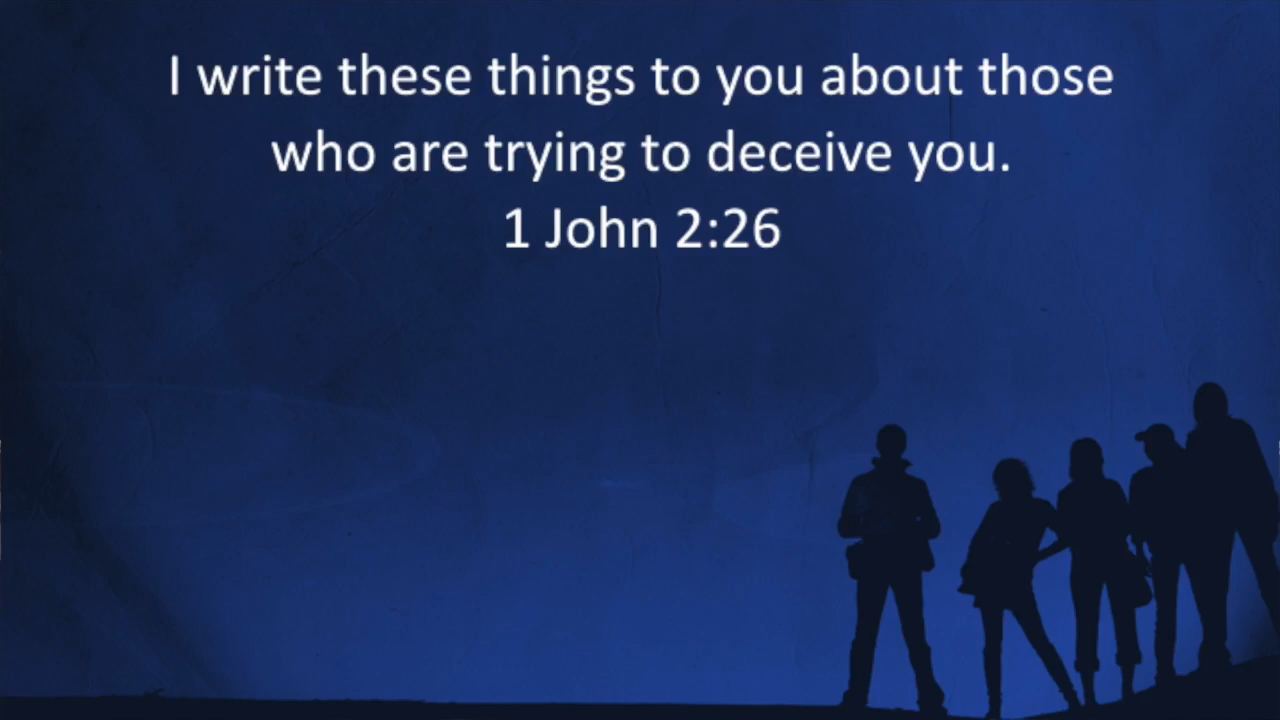 I write these things to you about those
who are trying to deceive you.
1 John 2:26